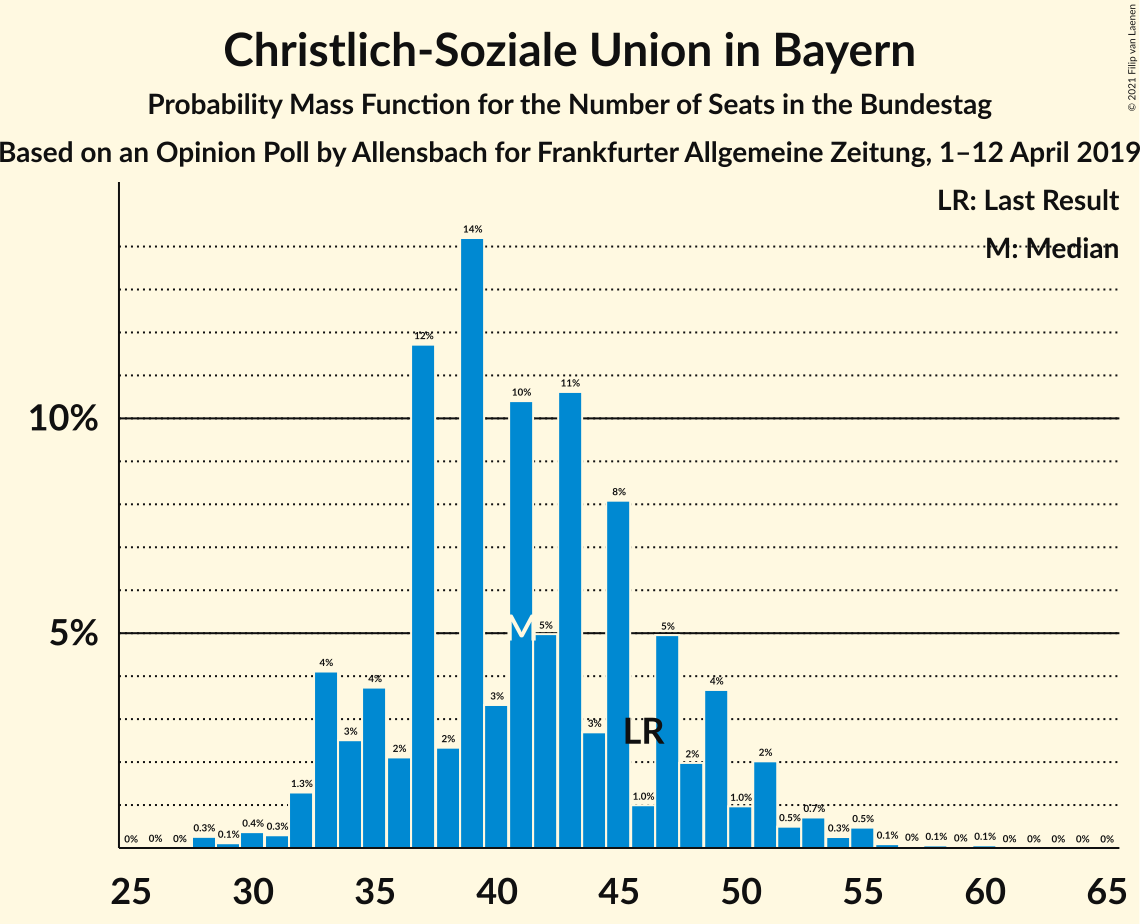 Christlich-Soziale Union in Bayern
Probability Mass Function for the Number of Seats in the Bundestag
Based on an Opinion Poll by Allensbach for Frankfurter Allgemeine Zeitung, 1–12 April 2019
© 2021 Filip van Laenen
LR: Last Result
M: Median
10%
5%
0% 0% 0% 0.3% 0.1% 0.4% 0.3% 1.3% 4% 3% 4% 2% 12% 2% 14% 3% 10% 5% 11% 3% 8% 1.0% 5% 2% 4% 1.0% 2% 0.5% 0.7% 0.3% 0.5% 0.1% 0% 0.1% 0% 0.1% 0% 0% 0% 0% 0%
M
LR
25 30 35 40 45 50 55 60 65